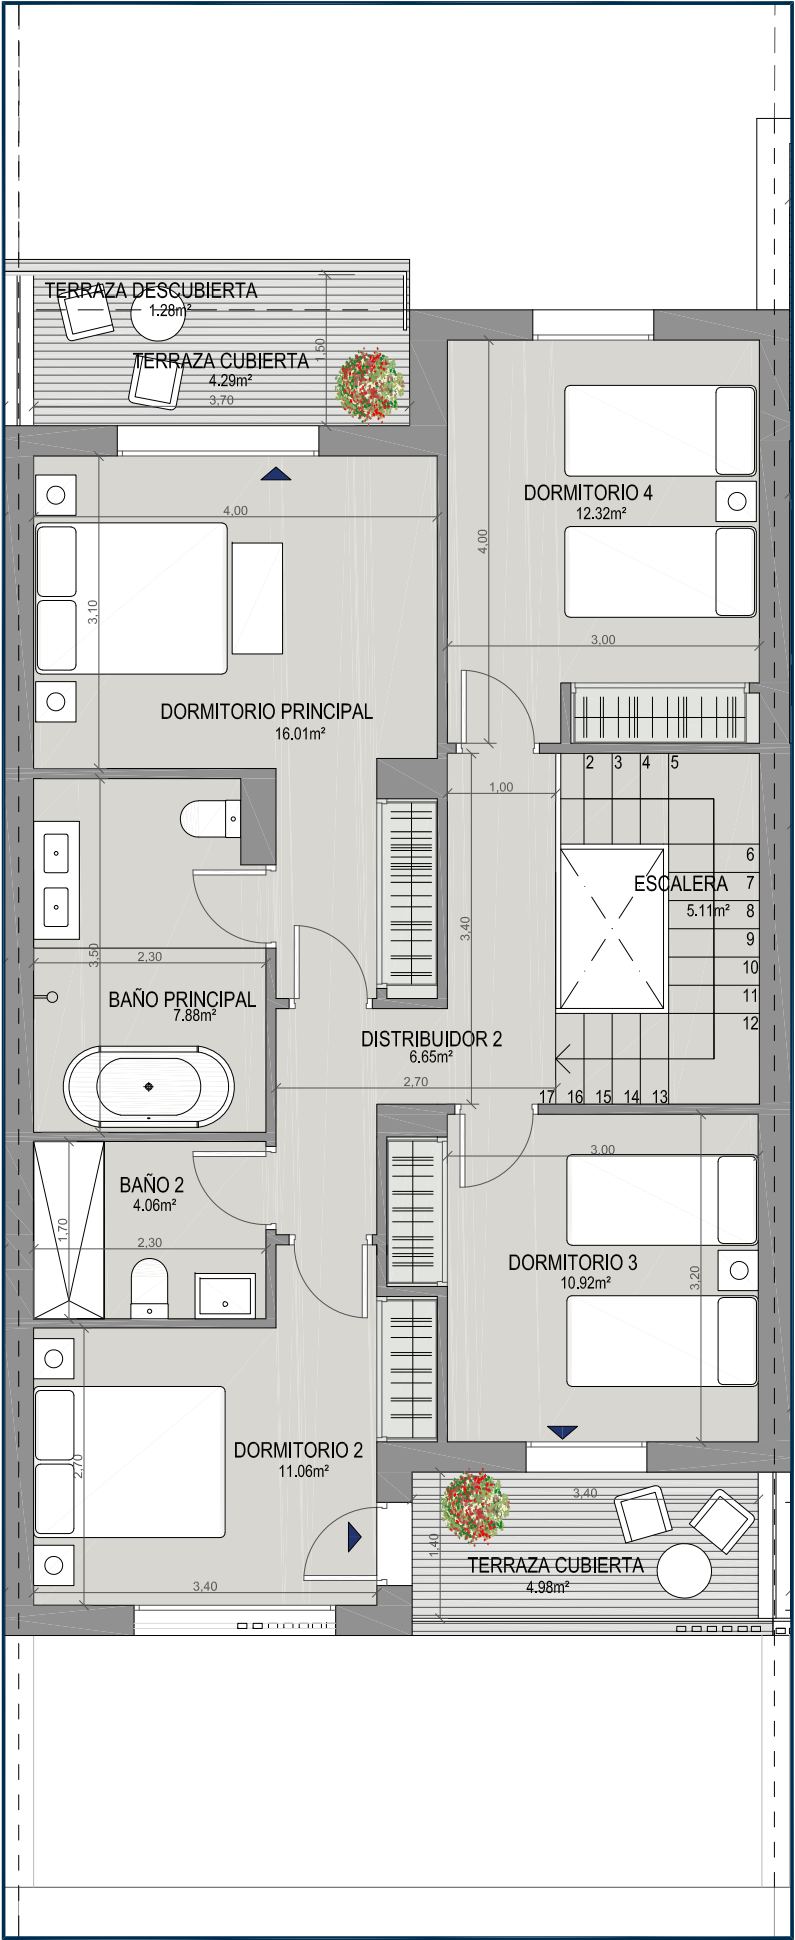 TERRAZA DESCUBIERTA
1.28m²
1,50
TERRAZA CUBIERTA
4.29m²
3,70
4,00
3,10
DORMITORIO PRINCIPAL
16.01m²
DORMITORIO 4
12.32m²
4,00
3,00
2 3 4 5
1,00
6
ESCALERA 7
5.11m² 8
9
10
11
12
3,40
3,50
2,30
BAÑO PRINCIPAL
7.88m²
DISTRIBUIDOR 2
6.65m²
2,70
17 16 15 14 13
BAÑO 2
4.06m²
1,70
2,30
3,00
DORMITORIO 3
10.92m²
3,20
DORMITORIO 2
11.06m²
2,70
3,40
3,40
1,40
TERRAZA CUBIERTA
4.98m²